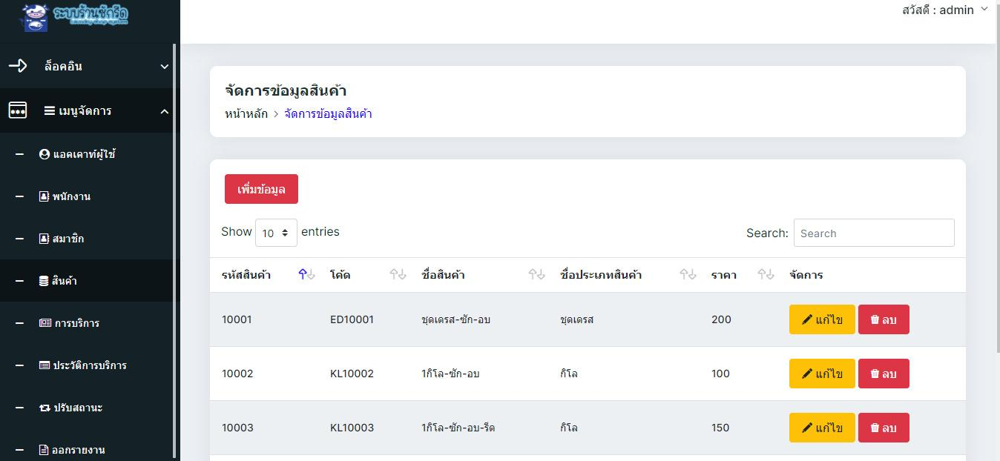 ระบบร้านซักรีด
laundry shop system
สวัสดี : admin
ล็อคอิน
เมนูจัดการ
แอคเคาท์ผู้ใช้
พนักงาน
สมาชิก
สินค้า
การบริการ
ประวัติการบริการ
ปรับสถานะ
ออกรายงาน
จัดการข้อมูลสินค้า
หน้าหลัก > จัดการข้อมูลสินค้า
เพิ่มข้อมูล
Show 10 entries
Search: Search
รหัสสินค้า โค้ด ชื่อสินค้า ชื่อประเภทสินค้า ราคา จัดการ
10001 ED10001 ชุดเดรส-ซัก-อบ ชุดเดรส 200 แก้ไข ลบ
10002 KL10002 1กิโล-ซัก-อบ กิโล 100 แก้ไข ลบ
10003 KL10003 1กิโล-ซัก-อบ-รีด กิโล 150 แก้ไข ลบ